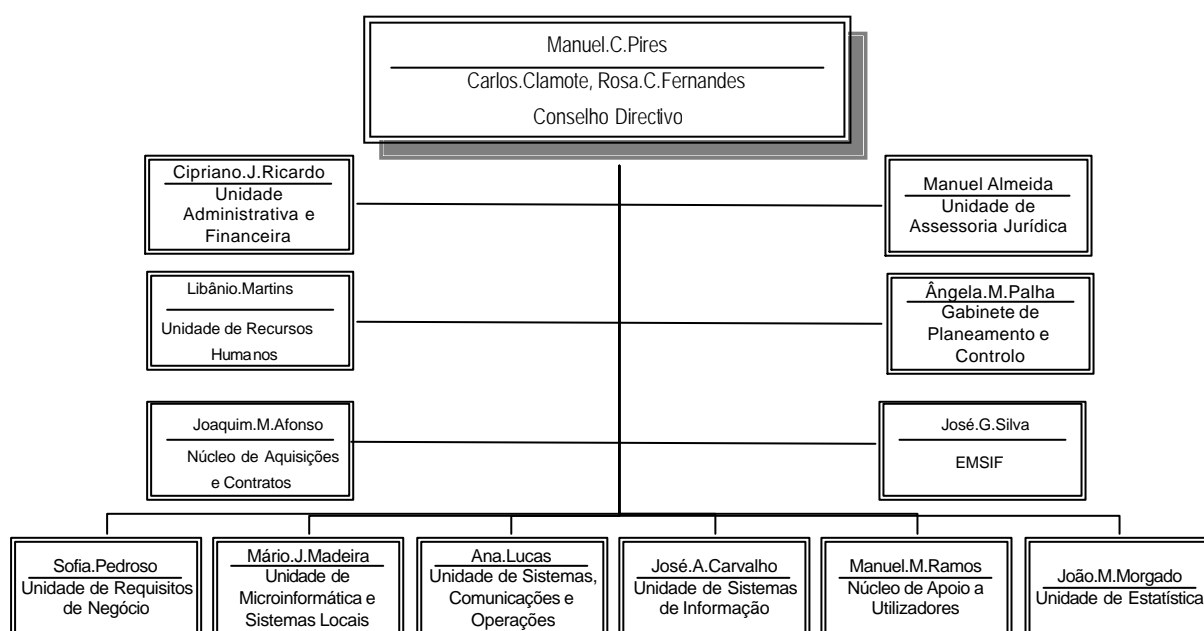 Manuel.C.Pires
Carlos.Clamote, Rosa.C.Fernandes
Conselho Directivo
Cipriano.J.Ricardo
Unidade
Administrativa e
Financeira
Manuel Almeida
Unidade de
Assessoria Jurídica
Libânio.Martins
Unidade de Recursos
Humanos
Ângela.M.Palha
Gabinete de
Planeamento e
Controlo
Joaquim.M.Afonso
Núcleo de Aquisições
e Contratos
José.G.Silva
EMSIF
Sofia.Pedroso
Unidade de Requisitos
de Negócio
Mário.J.Madeira
Unidade de
Microinformática e
Sistemas Locais
Ana.Lucas
Unidade de Sistemas,
Comunicações e
Operações
José.A.Carvalho
Unidade de Sistemas
de Informação
Manuel.M.Ramos
Núcleo de Apoio a
Utilizadores
João.M.Morgado
Unidade de Estatística